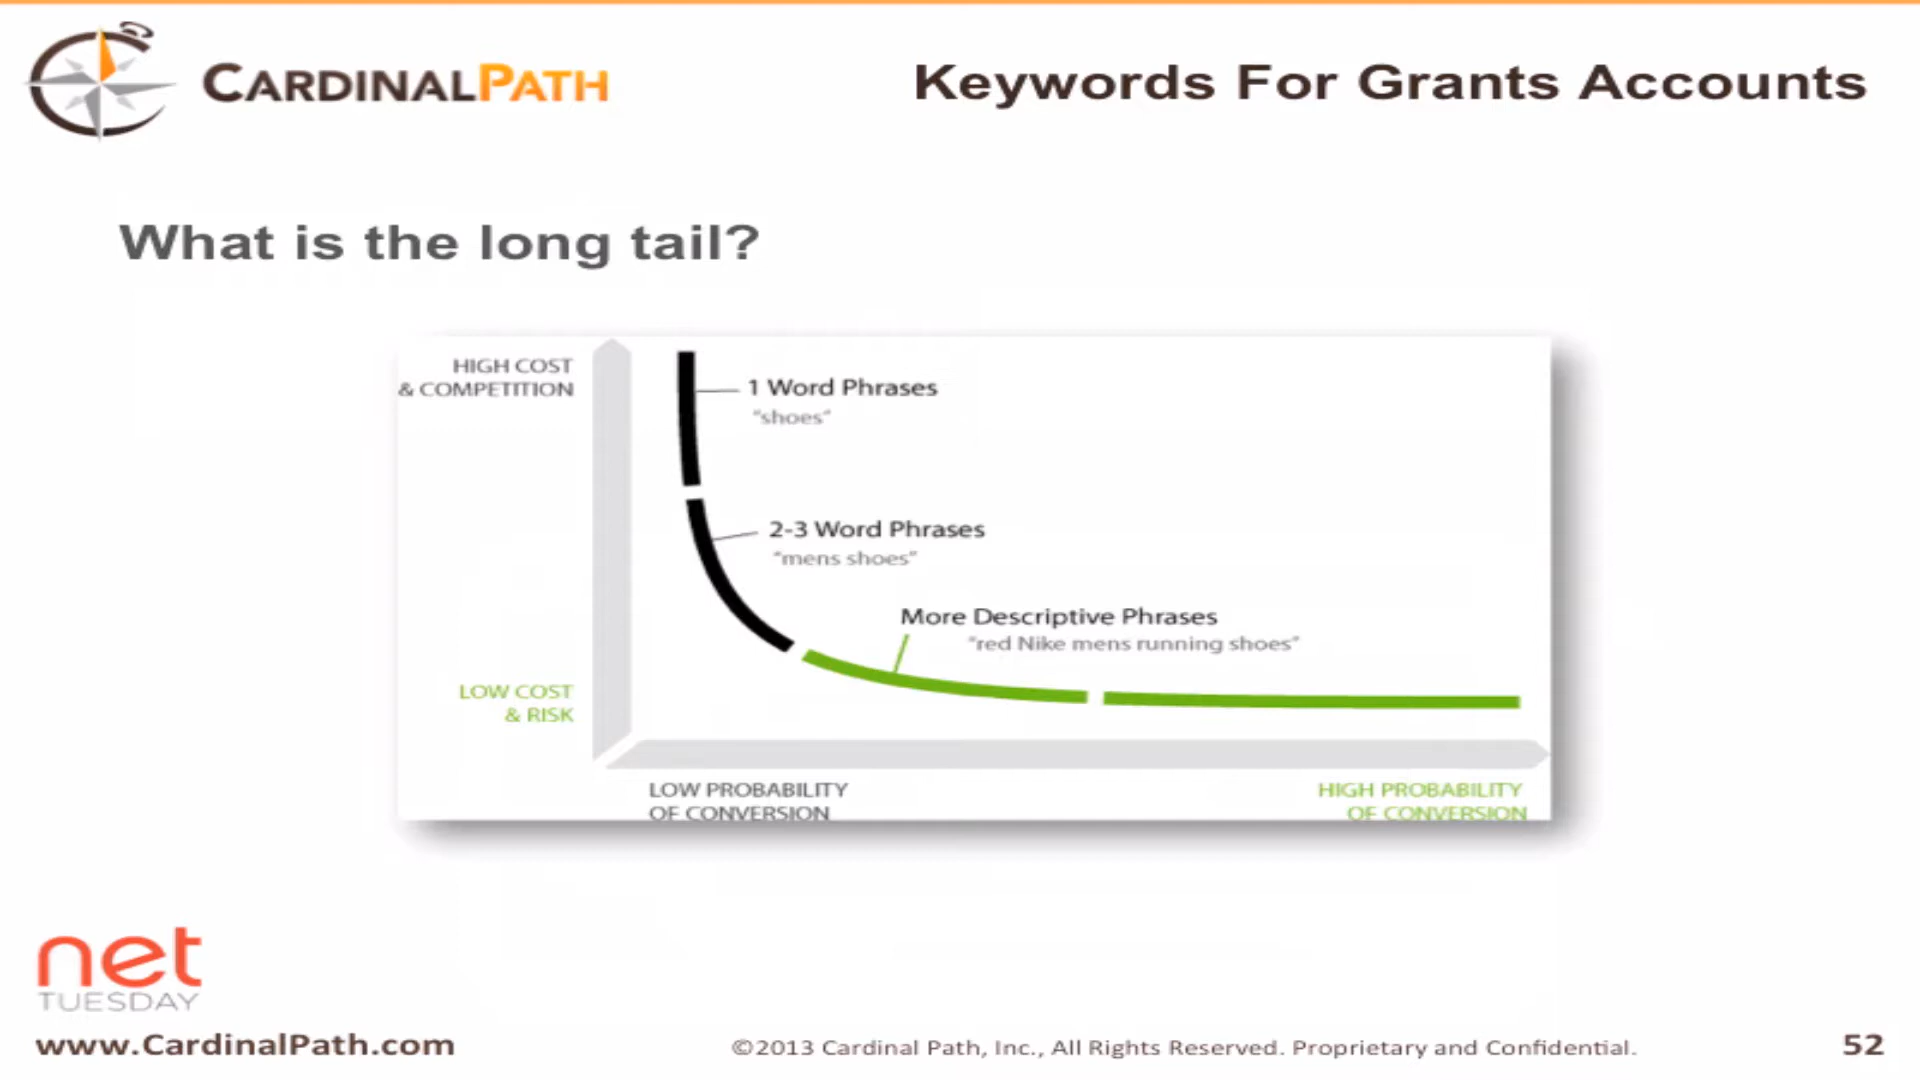 CARDINALPATH
Keywords For Grants Accounts
What is the long tail?
HIGH COST
& COMPETITION
1 Word Phrases
“shoes”
2-3 Word Phrases
“mens shoes”
More Descriptive Phrases
“red Nike mens running shoes”
LOW COST
& RISK
LOW PROBABILITY
OF CONVERSION
HIGH PROBABILITY
OF CONVERSION
net
TUESDAY
www.CardinalPath.com
©2013 Cardinal Path, Inc., All Rights Reserved. Proprietary and Confidential.
52